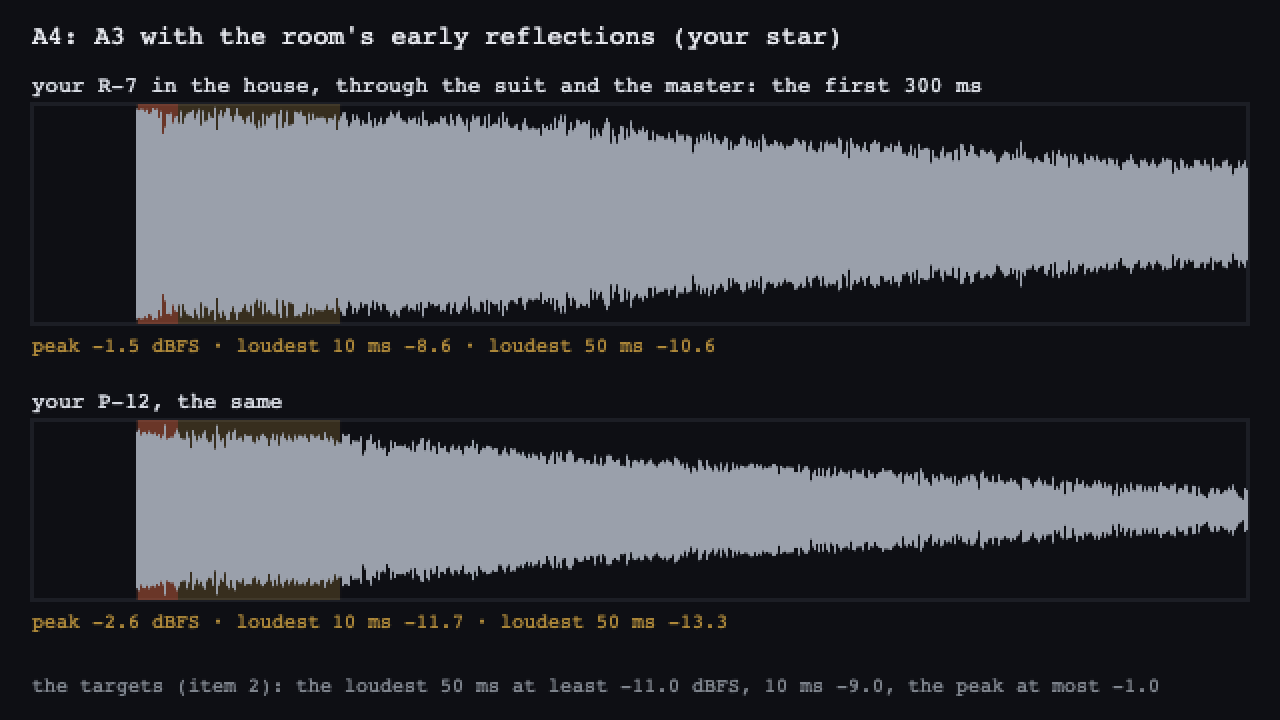 A4: A3 with the room's early reflections (your star)
your R-7 in the house, through the suit and the master: the first 300 ms
peak -1.5 dBFS · loudest 10 ms -8.6 · loudest 50 ms -10.6
your P-12, the same
peak -2.6 dBFS · loudest 10 ms -11.7 · loudest 50 ms -13.3
the targets (item 2): the loudest 50 ms at least -11.0 dBFS, 10 ms -9.0, the peak at most -1.0